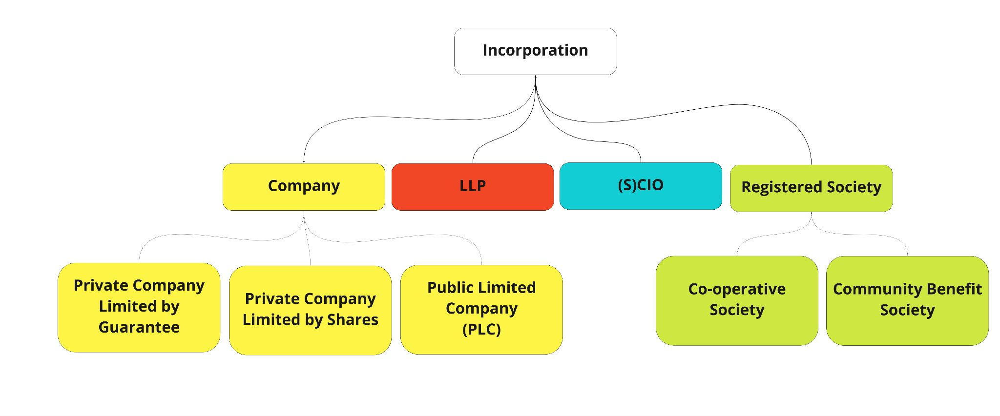 Incorporation
Company
LLP
(S)CIO
Registered Society
Private Company
Limited by
Guarantee
Private Company
Limited by Shares
Public Limited
Company
(PLC)
Co-operative
Society
Community Benefit
Society